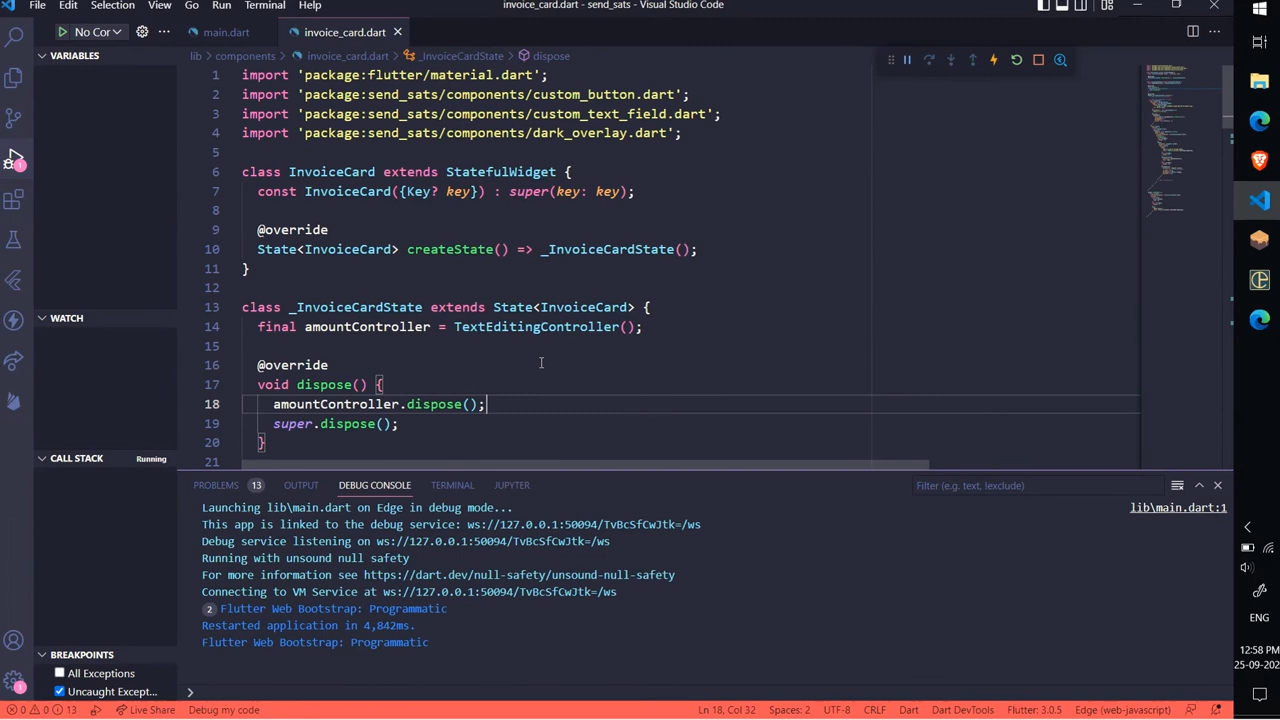 File Edit Selection View Go Run Terminal Help
invoice_card.dart - send_sats - Visual Studio Code
No Cor
main.dart
invoice_card.dart
lib > components > invoice_card.dart > _InvoiceCardState > dispose
VARIABLES
1 import 'package:flutter/material.dart';
2 import 'package:send_sats/components/custom_button.dart';
3 import 'package:send_sats/components/custom_text_field.dart';
4 import 'package:send_sats/components/dark_overlay.dart';
5
6 class InvoiceCard extends StatefulWidget {
7 const InvoiceCard({Key? key}) : super(key: key);
8
9 @override
10 State<InvoiceCard> createState() => _InvoiceCardState();
11 }
12
13 class _InvoiceCardState extends State<InvoiceCard> {
14 final amountController = TextEditingController();
15
16 @override
17 void dispose() {
18 amountController.dispose();
19 super.dispose();
20 }
21
WATCH
CALL STACK Running
BREAKPOINTS
All Exceptions
Uncaught Except...
PROBLEMS 13 OUTPUT DEBUG CONSOLE TERMINAL JUPYTER
Filter (e.g. text, !exclude)
Launching lib\main.dart on Edge in debug mode...
lib\main.dart:1
This app is linked to the debug service: ws://127.0.0.1:50094/TvBcSfCwJtk=/ws
Debug service listening on ws://127.0.0.1:50094/TvBcSfCwJtk=/ws
Running with unsound null safety
For more information see https://dart.dev/null-safety/unsound-null-safety
Connecting to VM Service at ws://127.0.0.1:50094/TvBcSfCwJtk=/ws
2 Flutter Web Bootstrap: Programmatic
Restarted application in 4,842ms.
Flutter Web Bootstrap: Programmatic
1
1
0 0 13 Live Share Debug my code
Ln 18, Col 32 Spaces: 2 UTF-8 CRLF Dart Dart DevTools Flutter: 3.0.5 Edge (web-javascript)
ENG
12:58 PM
25-09-202